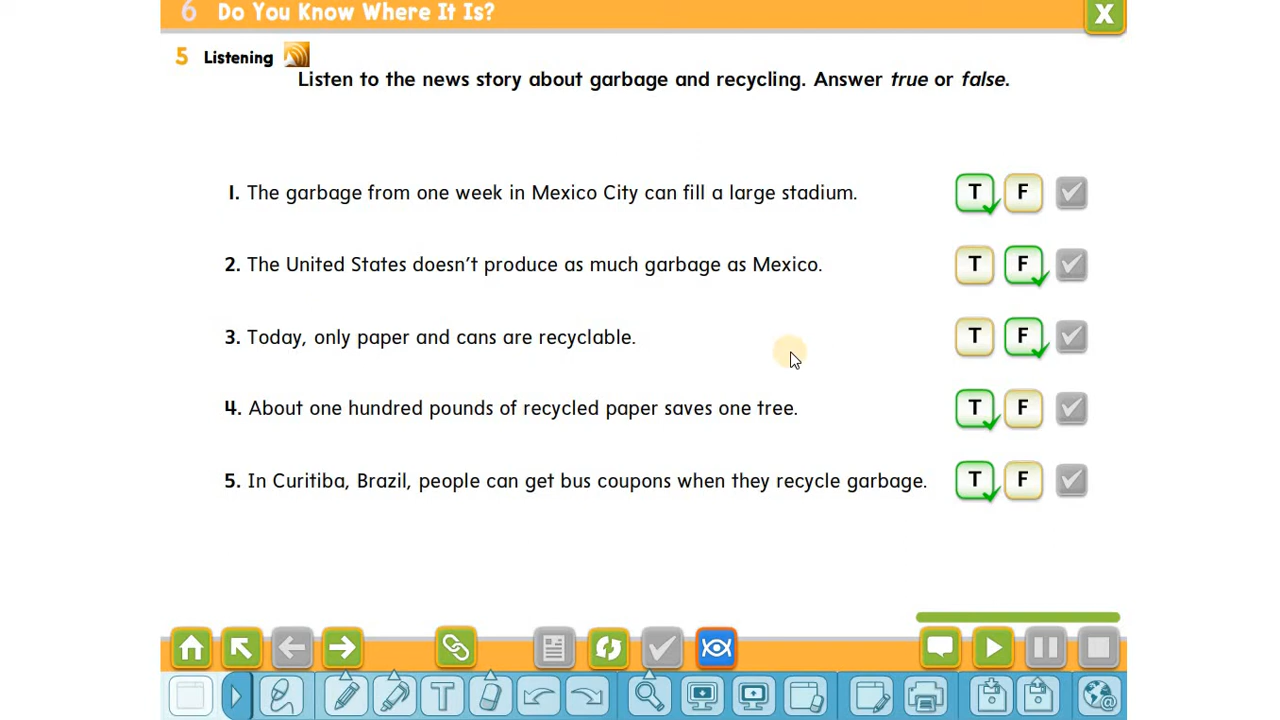 6 Do You Know Where It Is?
X
5 Listening
Listen to the news story about garbage and recycling. Answer true or false.
1. The garbage from one week in Mexico City can fill a large stadium. T F
2. The United States doesn't produce as much garbage as Mexico. T F
3. Today, only paper and cans are recyclable. T F
4. About one hundred pounds of recycled paper saves one tree. T F
5. In Curitiba, Brazil, people can get bus coupons when they recycle garbage. T F
T
@